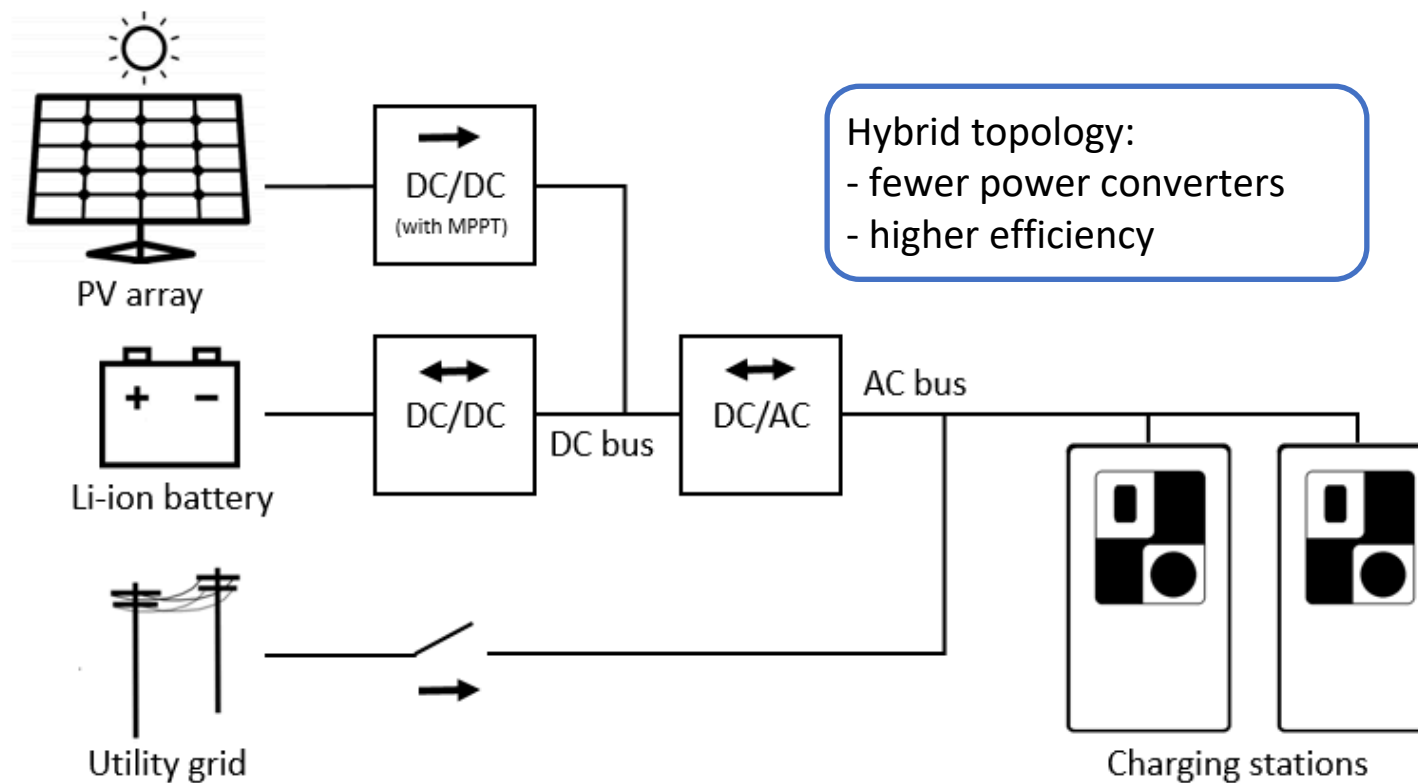 Hybrid topology:
- fewer power converters
- higher efficiency
DC/DC
(with MPPT)
PV array
+ −
DC/DC
DC bus
DC/AC
AC bus
Li-ion battery
Utility grid
Charging stations